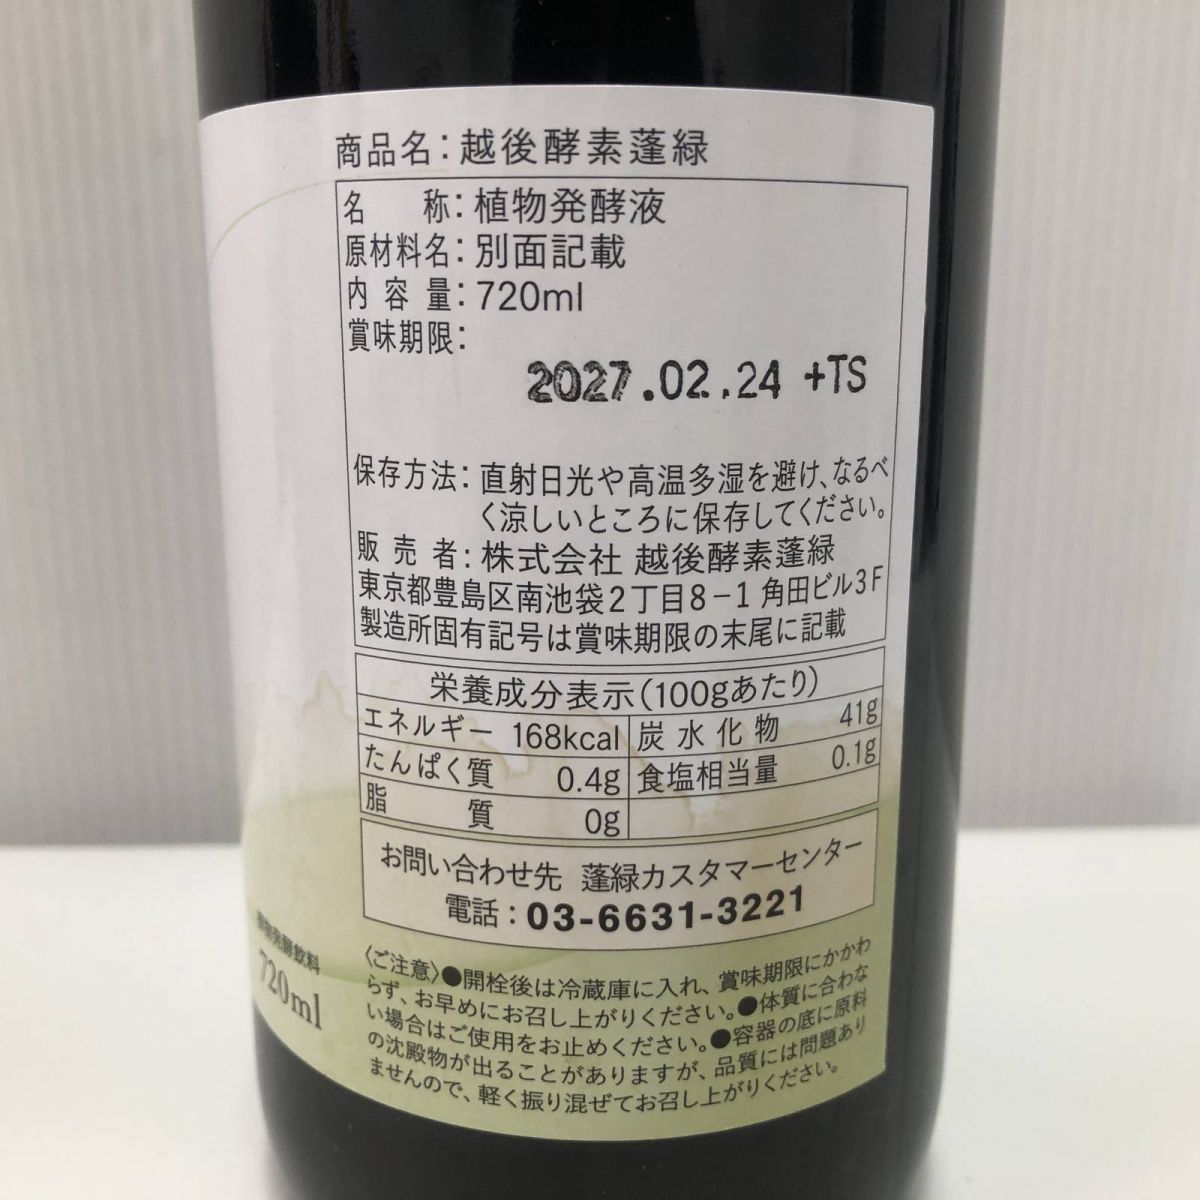 商品名：越後酵素蓬緑
名称：植物発酵液
原材料名：別面記載
内容量：720ml
賞味期限：
2027.02.24 +TS
保存方法：直射日光や高温多湿を避け、なるべ
く涼しいところに保存してください。
販売者：株式会社 越後酵素蓬緑
東京都豊島区南池袋2丁目8−1 角田ビル3F
製造所固有記号は賞味期限の末尾に記載
栄養成分表示(100gあたり)
エネルギー 168kcal 炭水化物 41g
たんぱく質 0.4g 食塩相当量 0.1g
脂質 0g
お問い合わせ先 蓬緑カスタマーセンター
電話：03-6631-3221
〈ご注意〉●開栓後は冷蔵庫に入れ、賞味期限にかかわ
らず、お早めにお召し上がりください。●体質に合わな
い場合はご使用をお止めください。●容器の底に原料
の沈殿物が出ることがありますが、品質には問題あり
ませんので、軽く振り混ぜてお召し上がりください。
発酵飲料
720ml